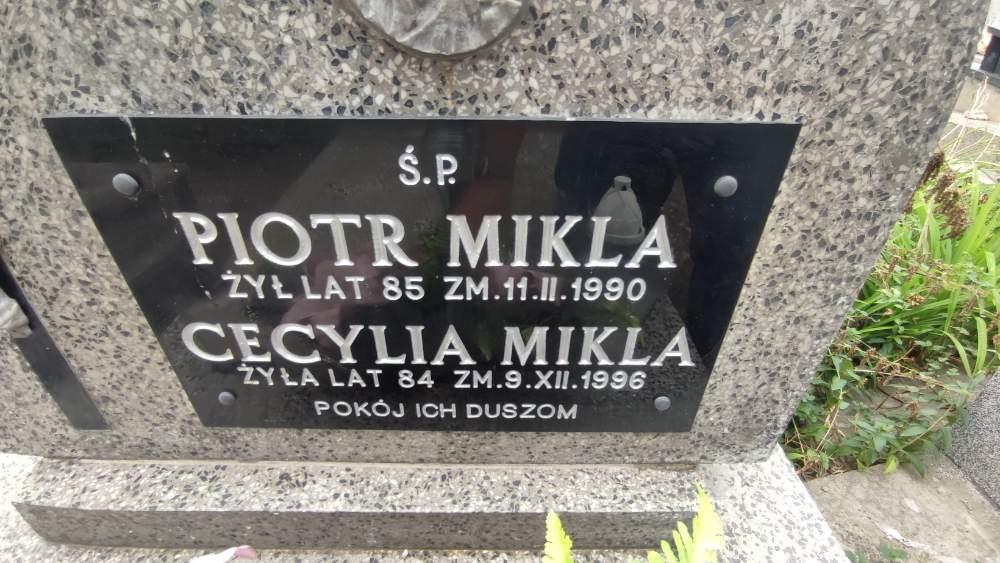 Ś.P.
PIOTR MIKLA
ŻYŁ LAT 85 ZM.11.II.1990
CECYLIA MIKLA
ŻYŁA LAT 84 ZM.9.XII.1996
POKÓJ ICH DUSZOM